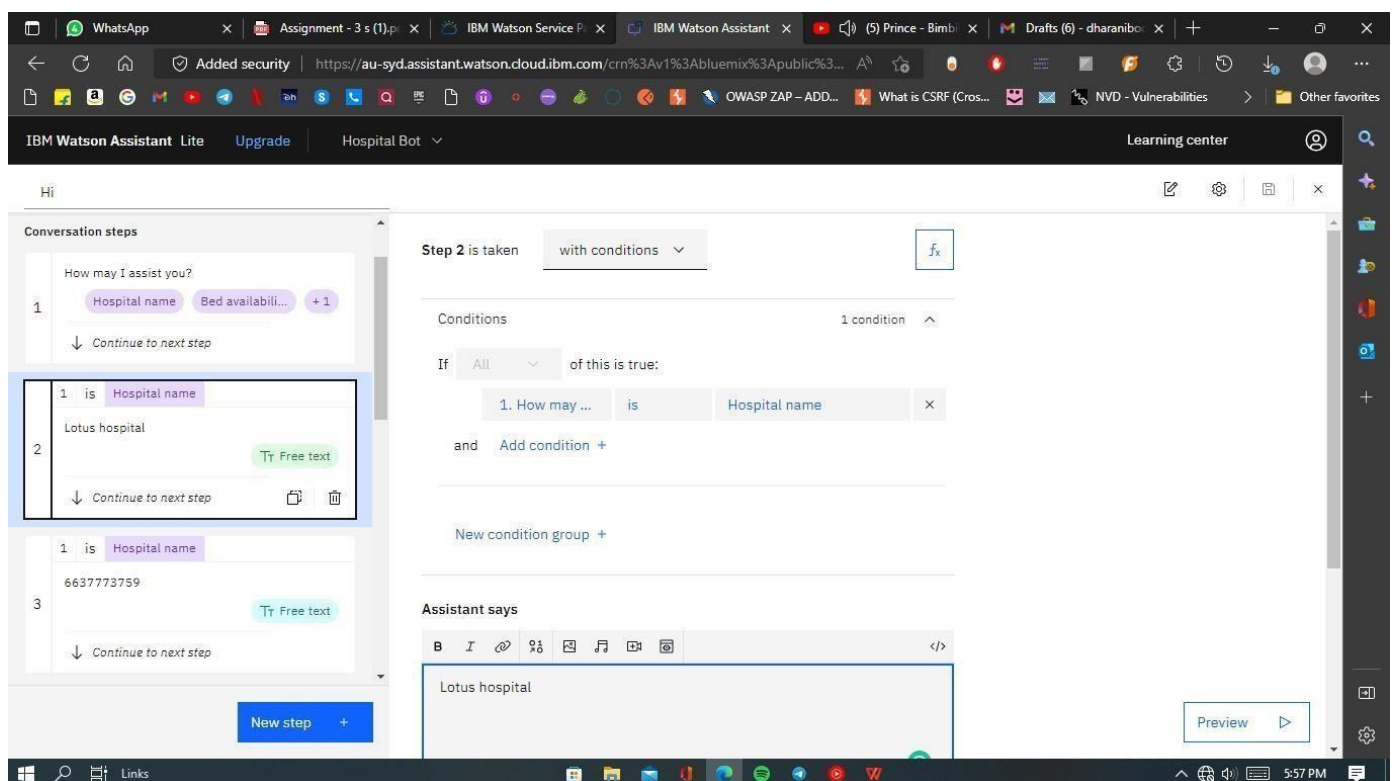 WhatsApp
Assignment - 3 s (1).p
IBM Watson Service P
IBM Watson Assistant
(5) Prince - Bimbi
Drafts (6) - dharanibo
Added security
https://au-syd.assistant.watson.cloud.ibm.com/crn%3Av1%3Abluemix%3Apublic%3...
OWASP ZAP – ADD...
What is CSRF (Cros...
NVD - Vulnerabilities
Other favorites
IBM Watson Assistant Lite
Upgrade
Hospital Bot
Learning center
Hi
Conversation steps
How may I assist you?
1
Hospital name
Bed availabili...
+ 1
Continue to next step
1 is Hospital name
Lotus hospital
2
Free text
Continue to next step
1 is Hospital name
6637773759
3
Free text
Continue to next step
New step +
Step 2 is taken with conditions
fx
Conditions
1 condition
If All of this is true:
1. How may ... is Hospital name
and Add condition +
New condition group +
Assistant says
B I
</>
Lotus hospital
Preview
Links
5:57 PM